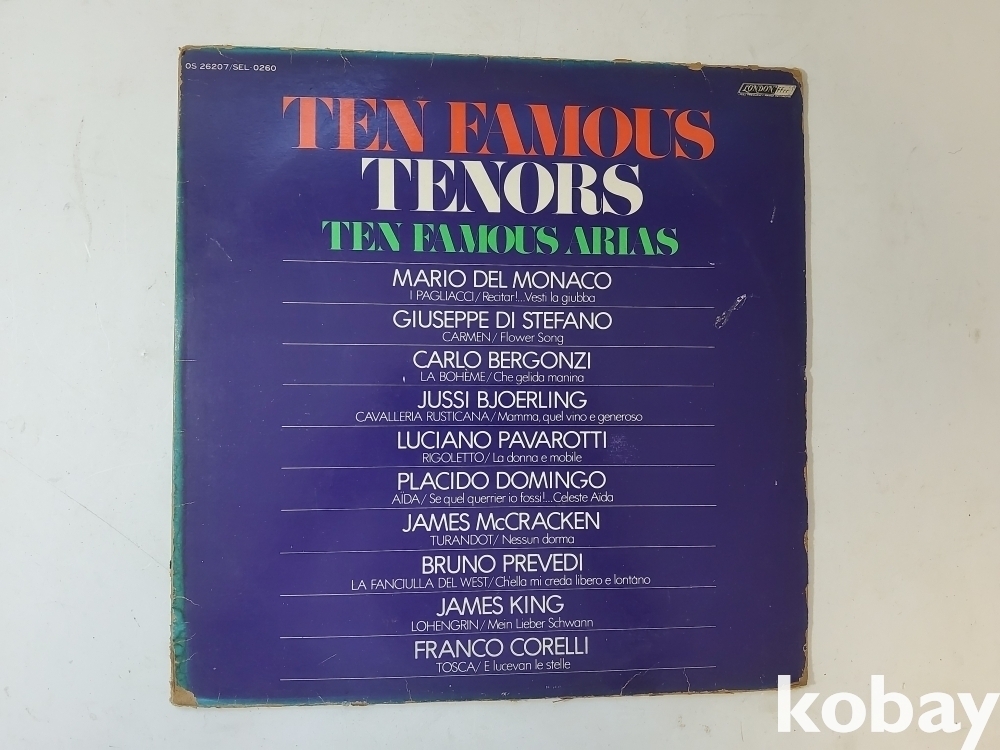 OS 26207/SEL-0260
LONDON
TEN FAMOUS
TENORS
TEN FAMOUS ARIAS
MARIO DEL MONACO
I PAGLIACCI/Recitar!...Vesti la giubba
GIUSEPPE DI STEFANO
CARMEN/Flower Song
CARLO BERGONZI
LA BOHÈME/Che gelida manina
JUSSI BJOERLING
CAVALLERIA RUSTICANA/Mamma, quel vino e generoso
LUCIANO PAVAROTTI
RIGOLETTO/La donna e mobile
PLACIDO DOMINGO
AÏDA/Se quel guerrier io fossi!...Celeste Aïda
JAMES McCRACKEN
TURANDOT/Nessun dorma
BRUNO PREVEDI
LA FANCIULLA DEL WEST/Ch'ella mi creda libero e lontano
JAMES KING
LOHENGRIN/Mein Lieber Schwann
FRANCO CORELLI
TOSCA/E lucevan le stelle
kobay